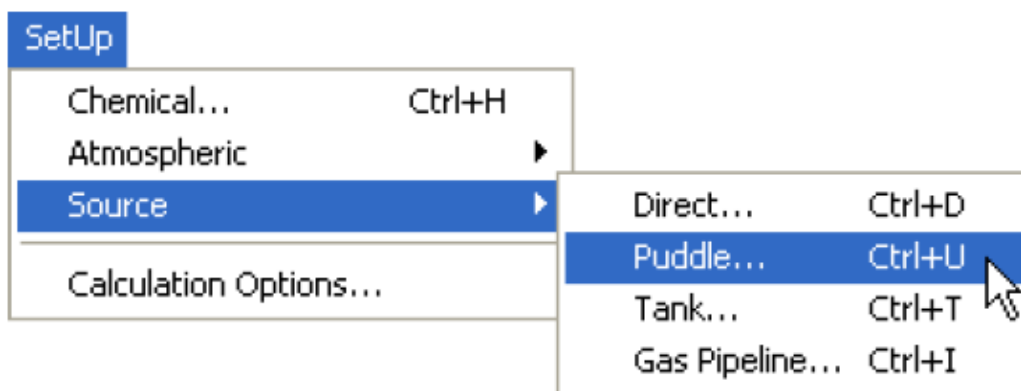 SetUp
Chemical... Ctrl+H
Atmospheric
Source
Calculation Options...
Direct... Ctrl+D
Puddle... Ctrl+U
Tank... Ctrl+T
Gas Pipeline... Ctrl+I